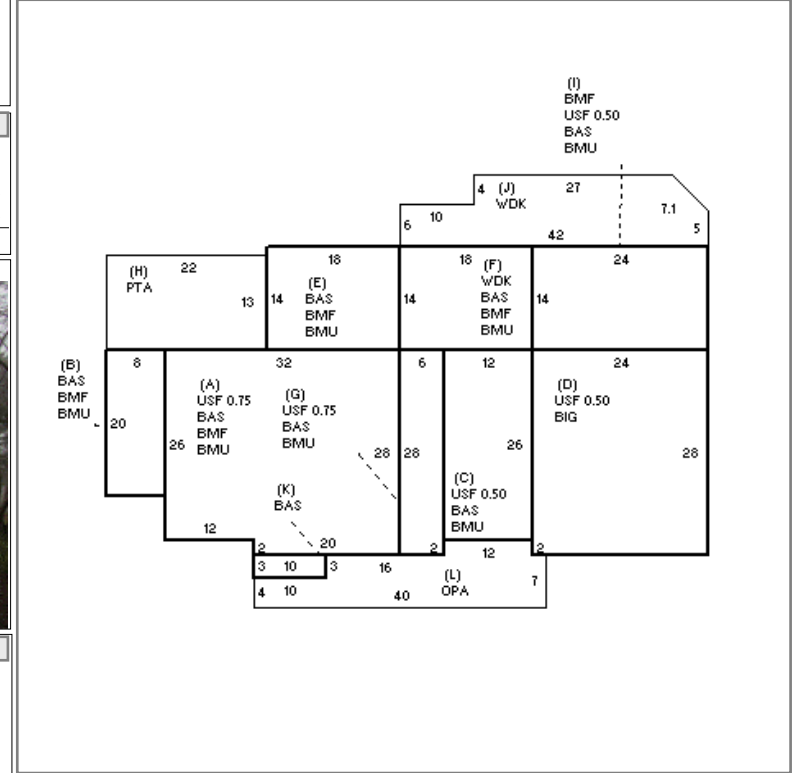 (I)
BMF
USF 0.50
BAS
BMU
4 (J) 27
WDK
10 7.1
6 5
42
18 18 24
(H) 22
PTA
13
(E)
14 BAS
BMF
BMU
(F)
14 WDK
BAS
BMF
BMU
14
(B)
BAS
BMF
BMU
8 32 6 12 24
20
(A)
USF 0.75
BAS
BMF
BMU
(G)
USF 0.75
BAS
BMU
(D)
USF 0.50
BIG
26 28 28 26 28
(K)
BAS
(C)
USF 0.50
BAS
BMU
12
2 20 2 12 2
3 10 3 16
(L)
OPA
7
4 10 40